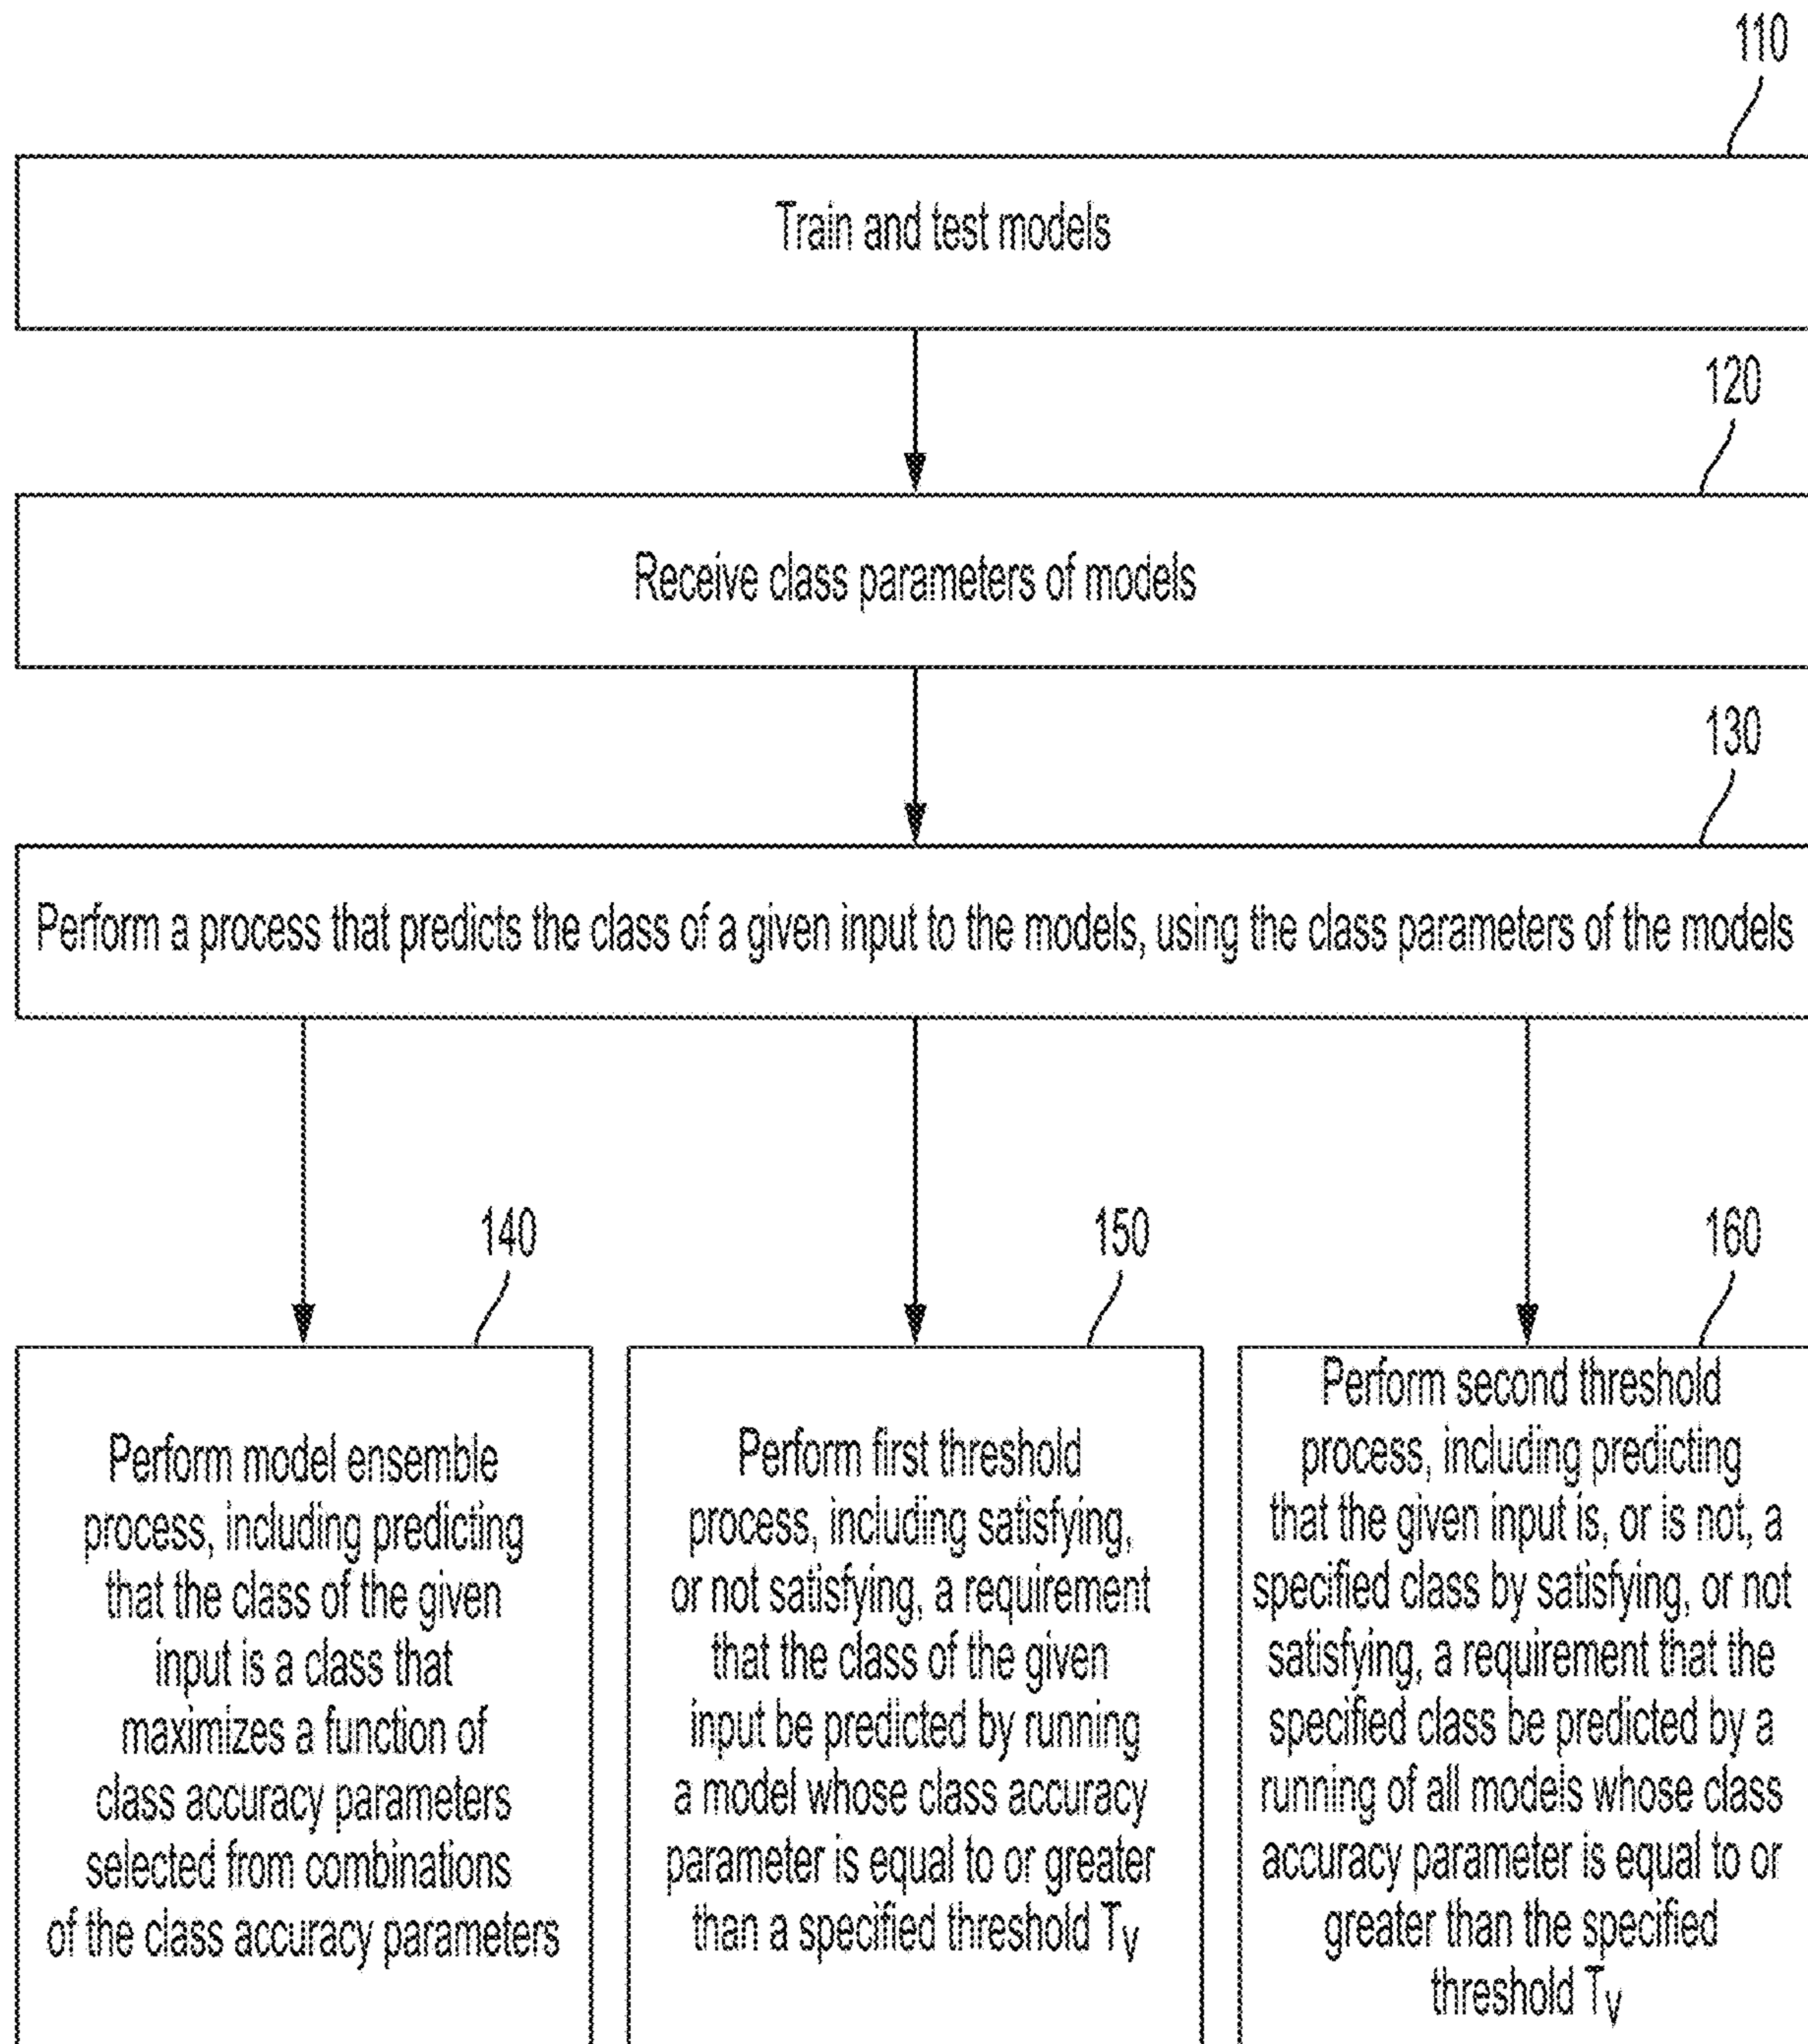 110
Train and test models
120
Receive class parameters of models
130
Perform a process that predicts the class of a given input to the models, using the class parameters of the models
140
Perform model ensemble
process, including predicting
that the class of the given
input is a class that
maximizes a function of
class accuracy parameters
selected from combinations
of the class accuracy parameters
150
Perform first threshold
process, including satisfying,
or not satisfying, a requirement
that the class of the given
input be predicted by running
a model whose class accuracy
parameter is equal to or greater
than a specified threshold Tv
160
Perform second threshold
process, including predicting
that the given input is, or is not, a
specified class by satisfying, or not
satisfying, a requirement that the
specified class be predicted by a
running of all models whose class
accuracy parameter is equal to or
greater than the specified
threshold Tv